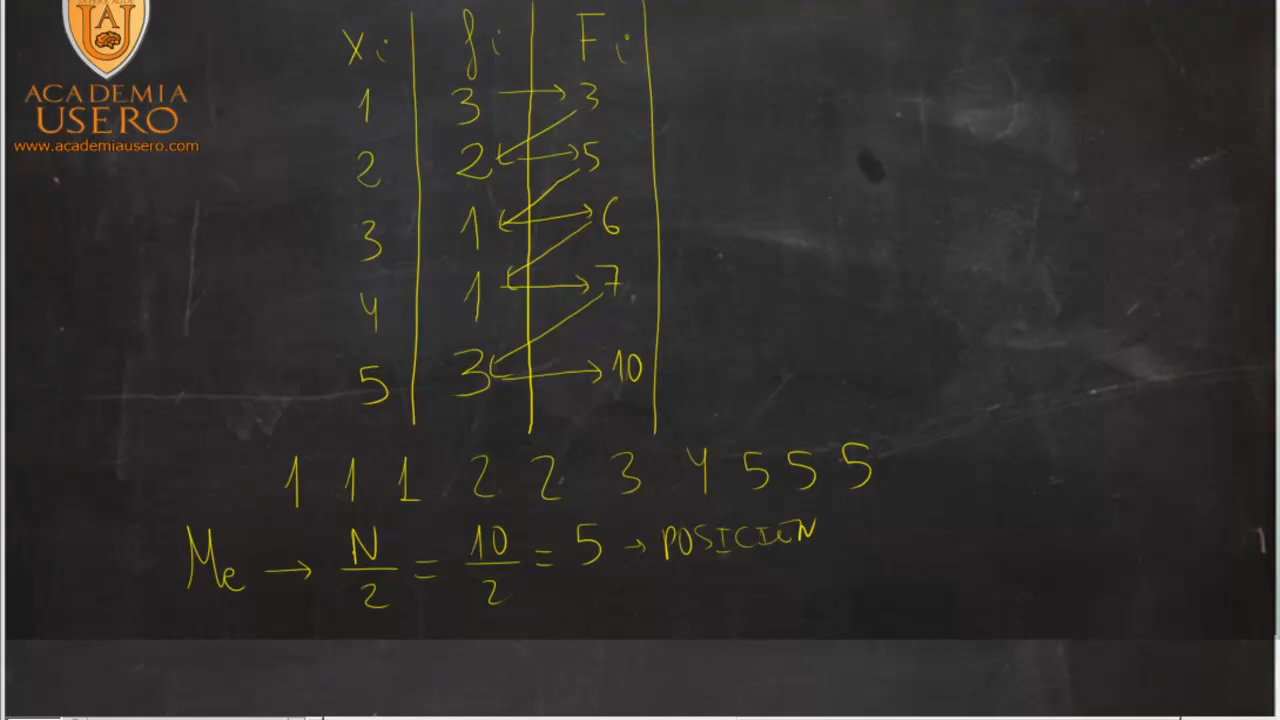 ACADEMIA
USERO
www.academiausero.com
xi fi Fi
1 3 → 3
2 2 → 5
3 1 → 6
4 1 → 7
5 3 → 10
1 1 1 2 2 3 4 5 5 5
Me → N/2 = 10/2 = 5 → POSICION